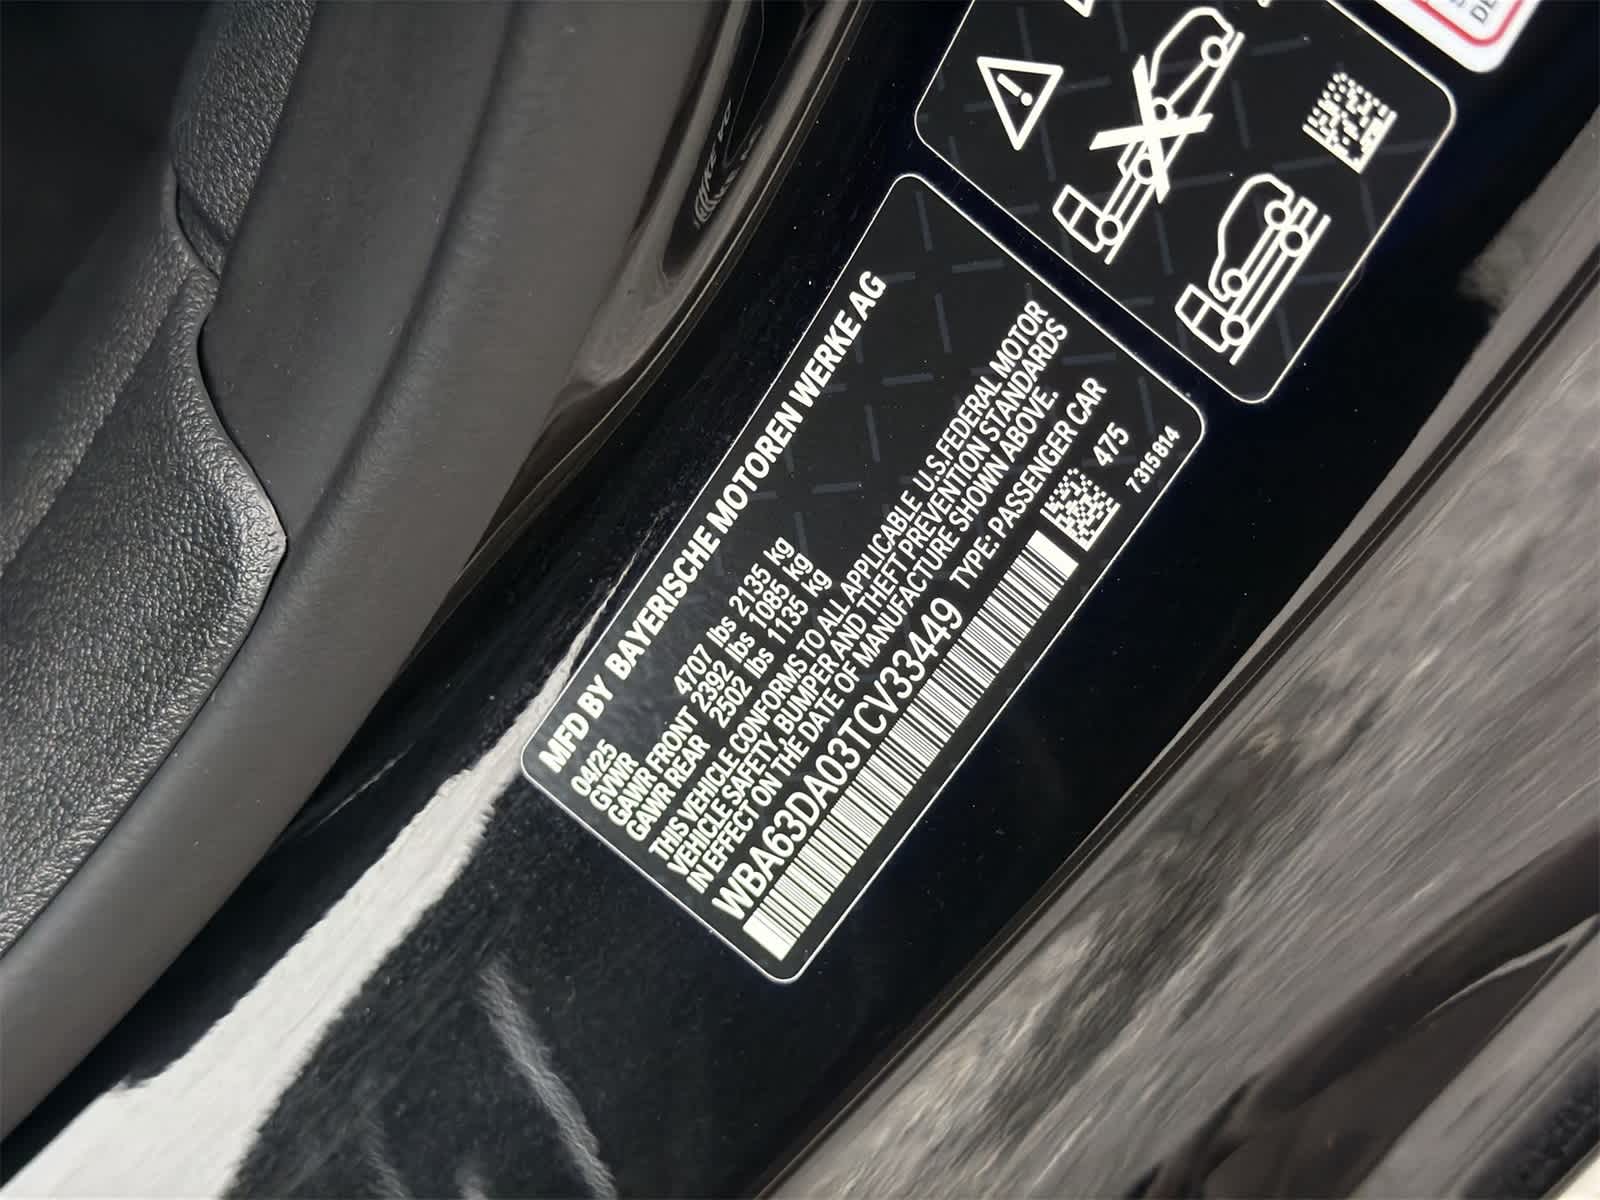 MFD BY BAYERISCHE MOTOREN WERKE AG
04/25
GVWR 4707 lbs 2135 kg
GAWR FRONT 2392 lbs 1085 kg
GAWR REAR 2502 lbs 1135 kg
THIS VEHICLE CONFORMS TO ALL APPLICABLE U.S.FEDERAL MOTOR
VEHICLE SAFETY, BUMPER AND THEFT PREVENTION STANDARDS
IN EFFECT ON THE DATE OF MANUFACTURE SHOWN ABOVE.
WBA63DA03TCV33449 TYPE: PASSENGER CAR
475
7315814